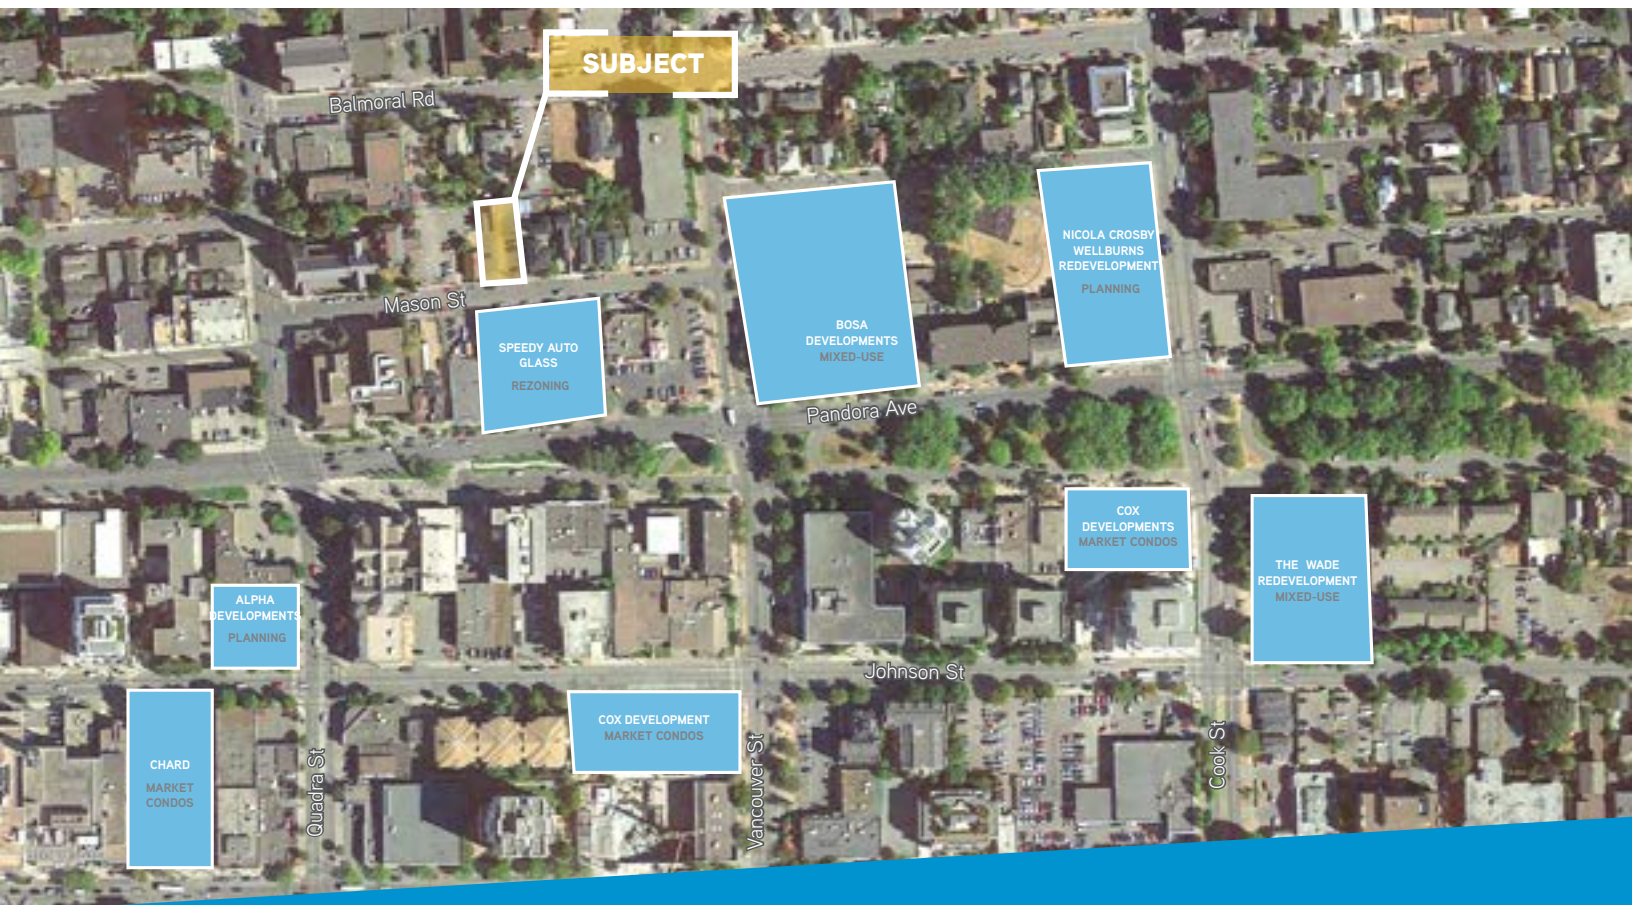 SUBJECT
Balmoral Rd
NICOLA CROSBY
WELLBURNS
REDEVELOPMENT
PLANNING
Mason St
BOSA
DEVELOPMENTS
MIXED-USE
SPEEDY AUTO
GLASS
REZONING
Pandora Ave
COX
DEVELOPMENTS
MARKET CONDOS
THE WADE
REDEVELOPMENT
MIXED-USE
ALPHA
DEVELOPMENTS
PLANNING
Johnson St
COX DEVELOPMENT
MARKET CONDOS
CHARD
MARKET
CONDOS
Quadra St
Vancouver St
Cook St